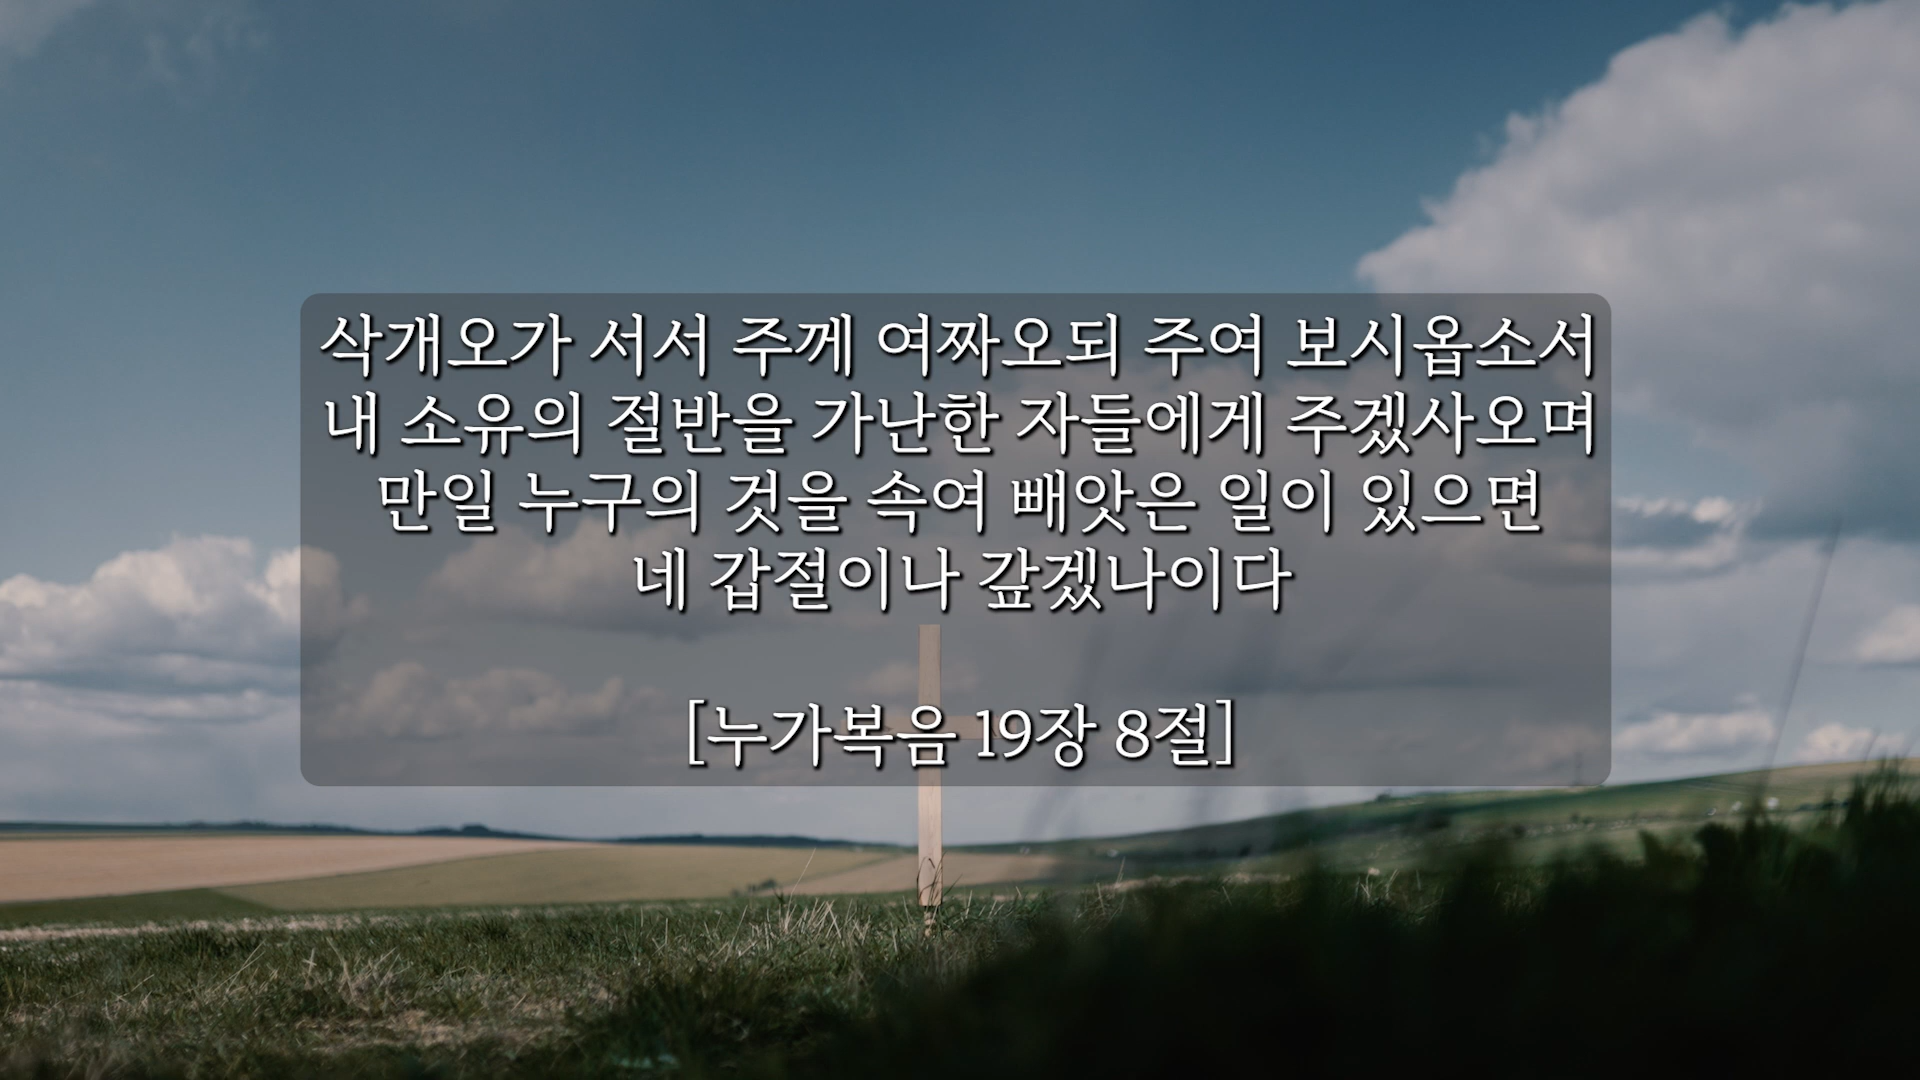 삭개오가 서서 주께 여짜오되 주여 보시옵소서
내 소유의 절반을 가난한 자들에게 주겠사오며
만일 누구의 것을 속여 빼앗은 일이 있으면
네 갑절이나 갚겠나이다
[누가복음 19장 8절]